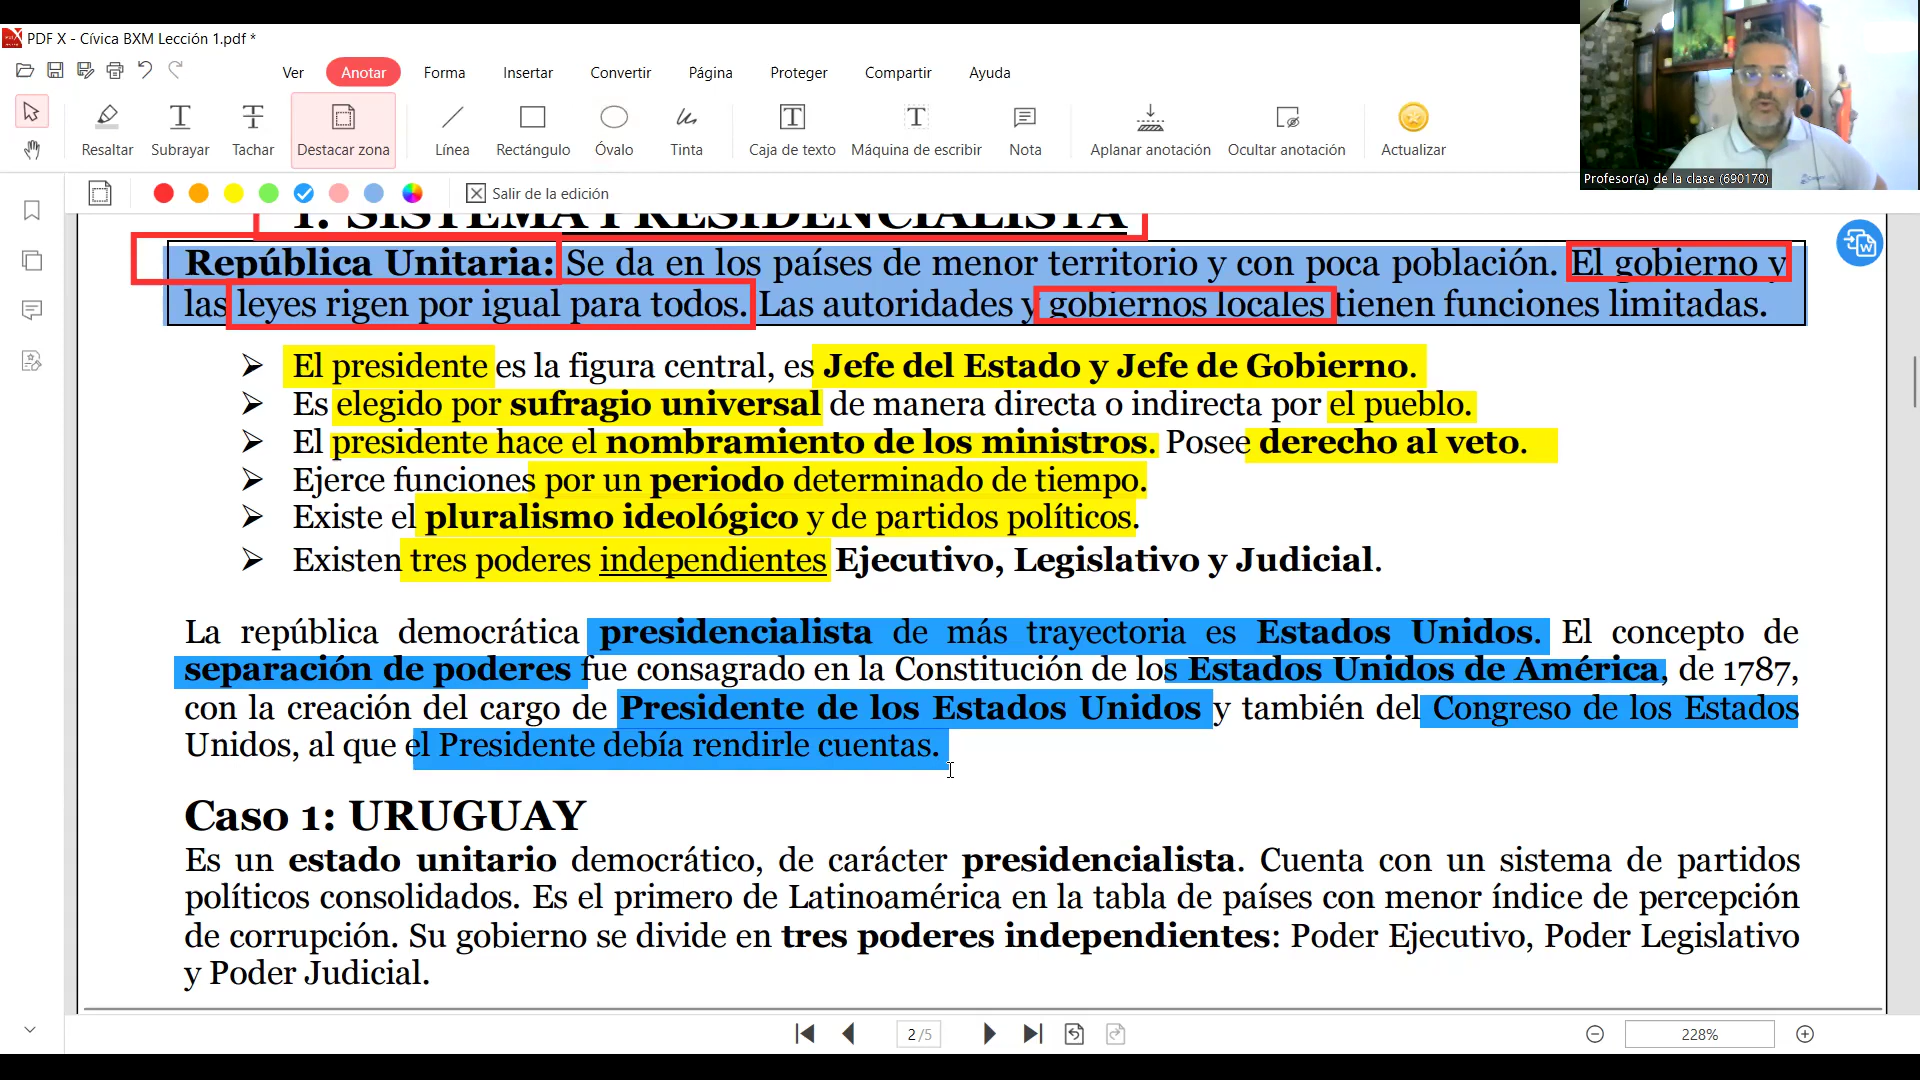 PDF X - Cívica BXM Lección 1.pdf *
Ver Anotar Forma Insertar Convertir Página Proteger Compartir Ayuda
Resaltar Subrayar Tachar Destacar zona Línea Rectángulo Óvalo Tinta Caja de texto Máquina de escribir Nota Aplanar anotación Ocultar anotación Actualizar
Profesor(a) de la clase (690170)
Salir de la edición
1. SISTEMA PRESIDENCIALISTA
República Unitaria: Se da en los países de menor territorio y con poca población. El gobierno y
las leyes rigen por igual para todos. Las autoridades y gobiernos locales tienen funciones limitadas.
➢ El presidente es la figura central, es Jefe del Estado y Jefe de Gobierno.
➢ Es elegido por sufragio universal de manera directa o indirecta por el pueblo.
➢ El presidente hace el nombramiento de los ministros. Posee derecho al veto.
➢ Ejerce funciones por un periodo determinado de tiempo.
➢ Existe el pluralismo ideológico y de partidos políticos.
➢ Existen tres poderes independientes Ejecutivo, Legislativo y Judicial.
La república democrática presidencialista de más trayectoria es Estados Unidos. El concepto de
separación de poderes fue consagrado en la Constitución de los Estados Unidos de América, de 1787,
con la creación del cargo de Presidente de los Estados Unidos y también del Congreso de los Estados
Unidos, al que el Presidente debía rendirle cuentas.
Caso 1: URUGUAY
Es un estado unitario democrático, de carácter presidencialista. Cuenta con un sistema de partidos
políticos consolidados. Es el primero de Latinoamérica en la tabla de países con menor índice de percepción
de corrupción. Su gobierno se divide en tres poderes independientes: Poder Ejecutivo, Poder Legislativo
y Poder Judicial.
2 /5
228%